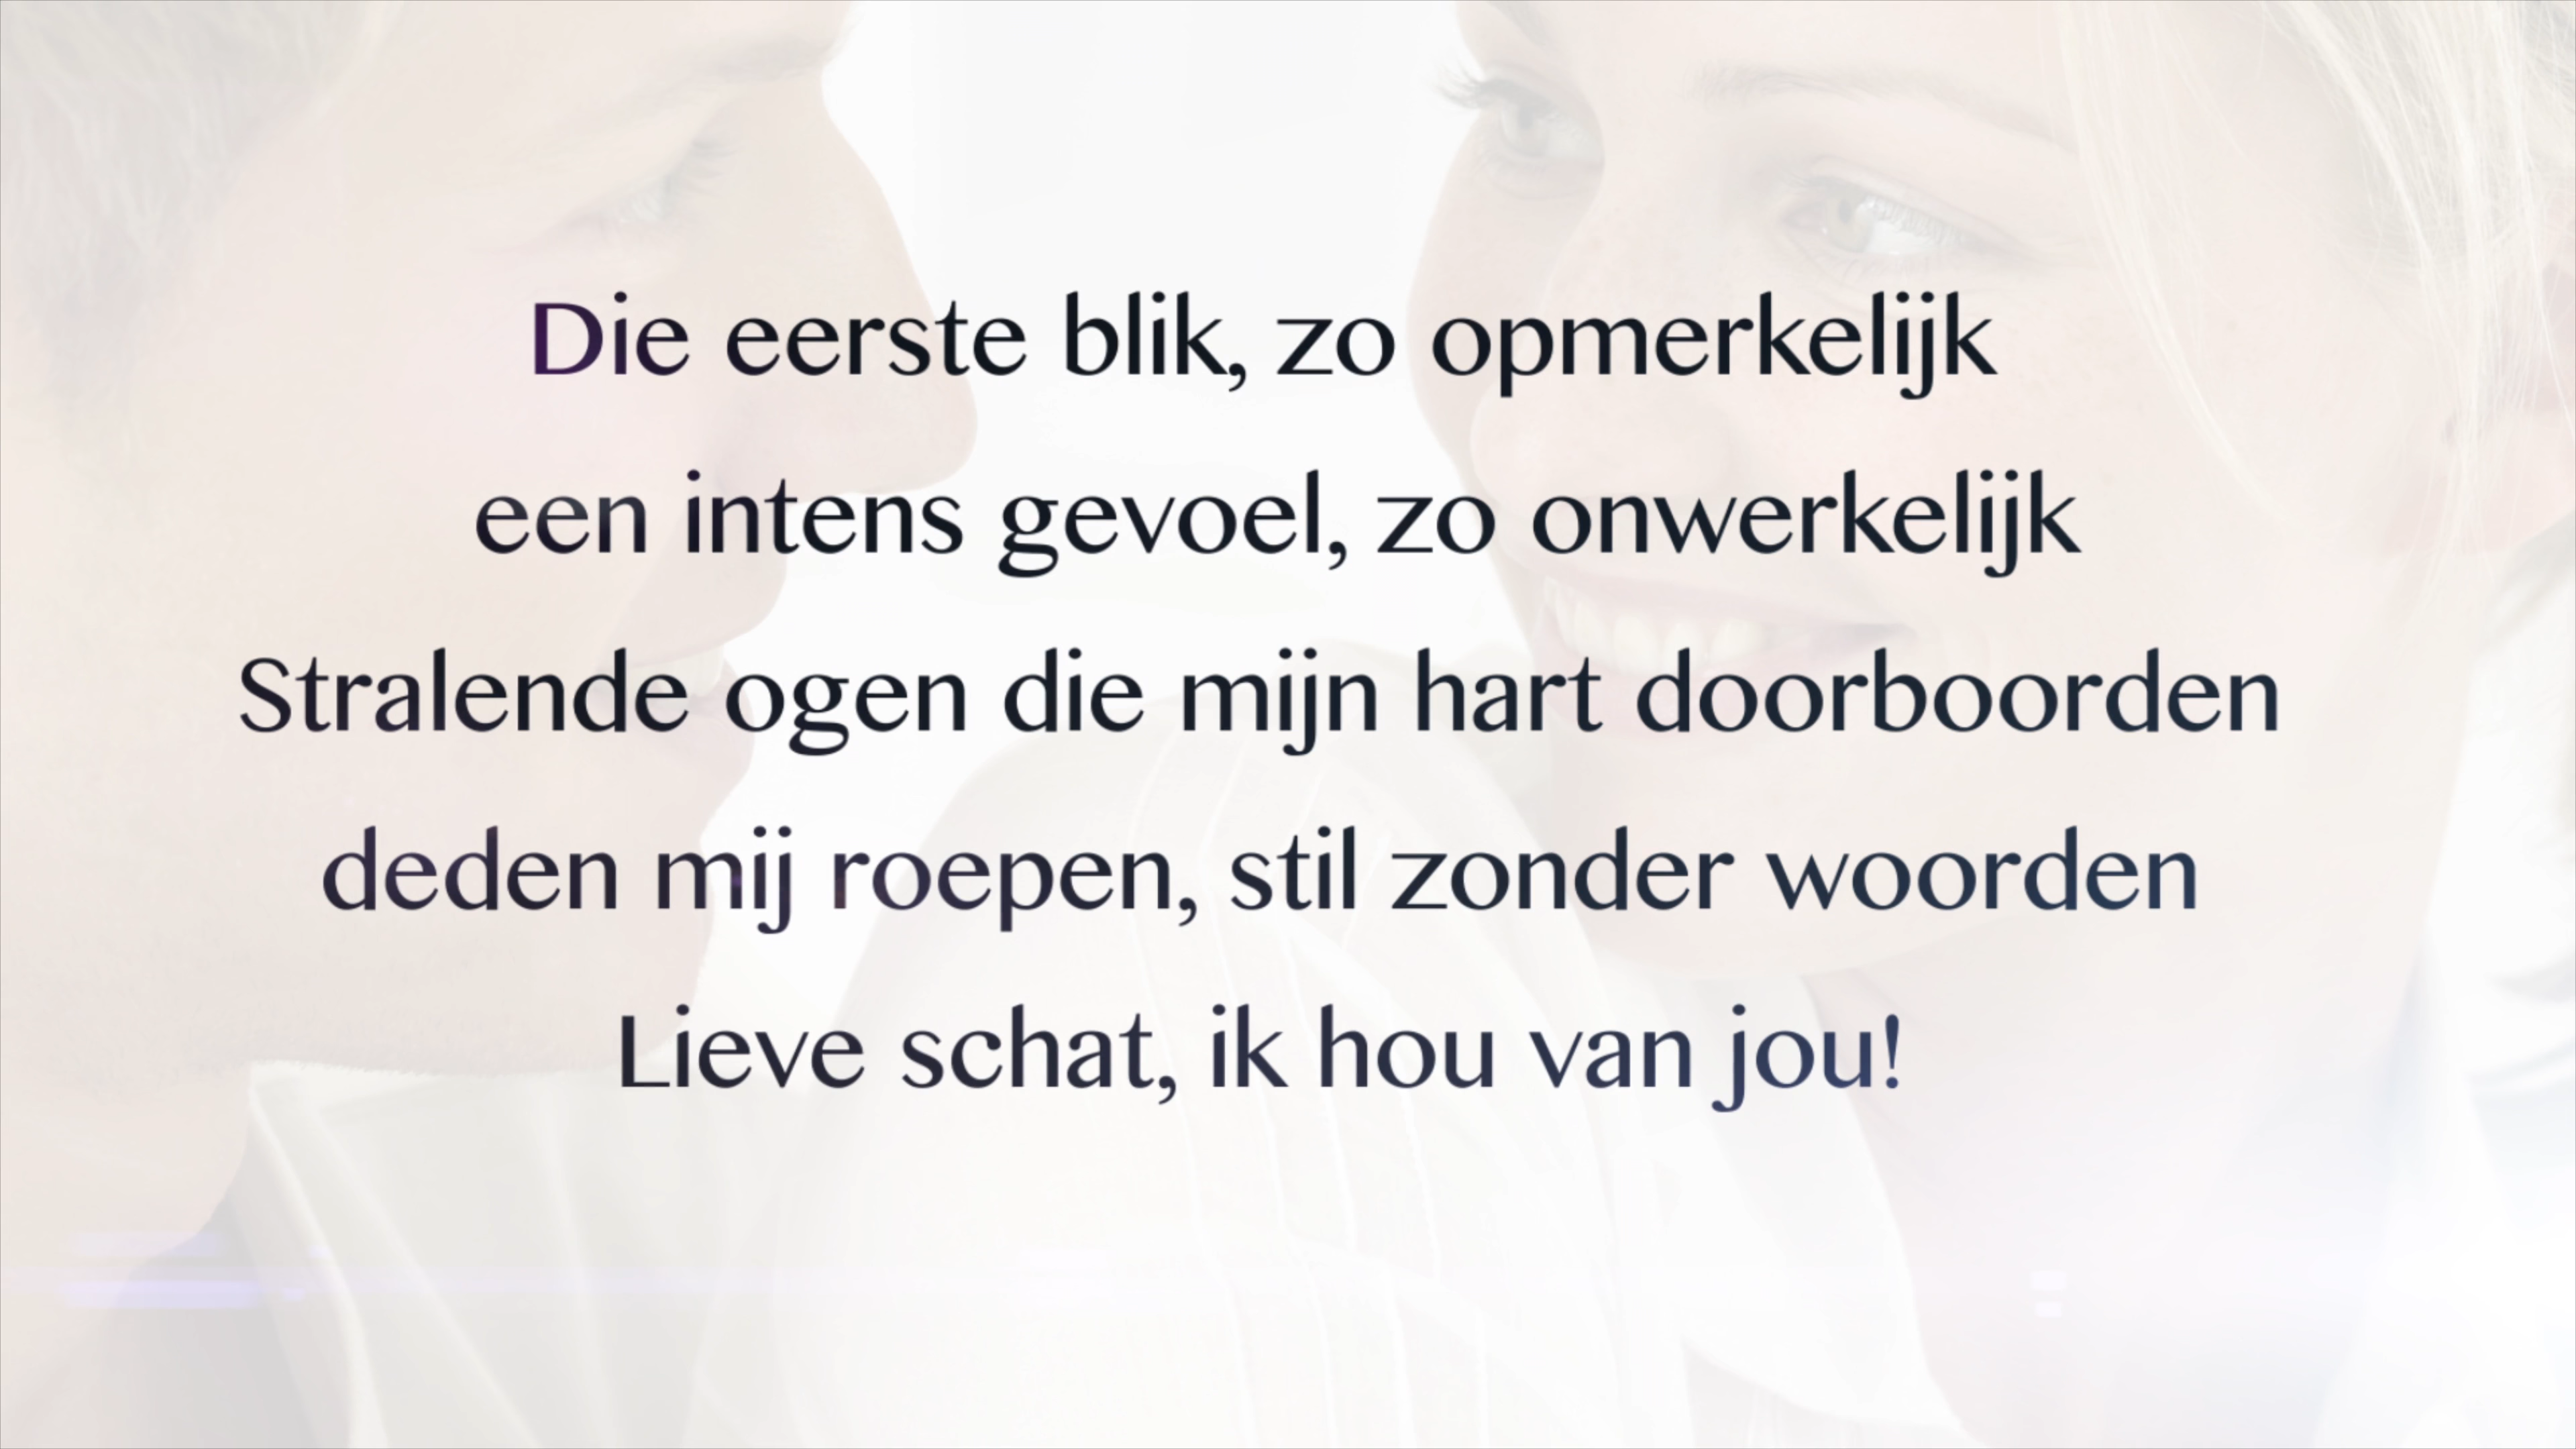 Die eerste blik, zo opmerkelijk
een intens gevoel, zo onwerkelijk
Stralende ogen die mijn hart doorboorden
deden mij roepen, stil zonder woorden
Lieve schat, ik hou van jou!